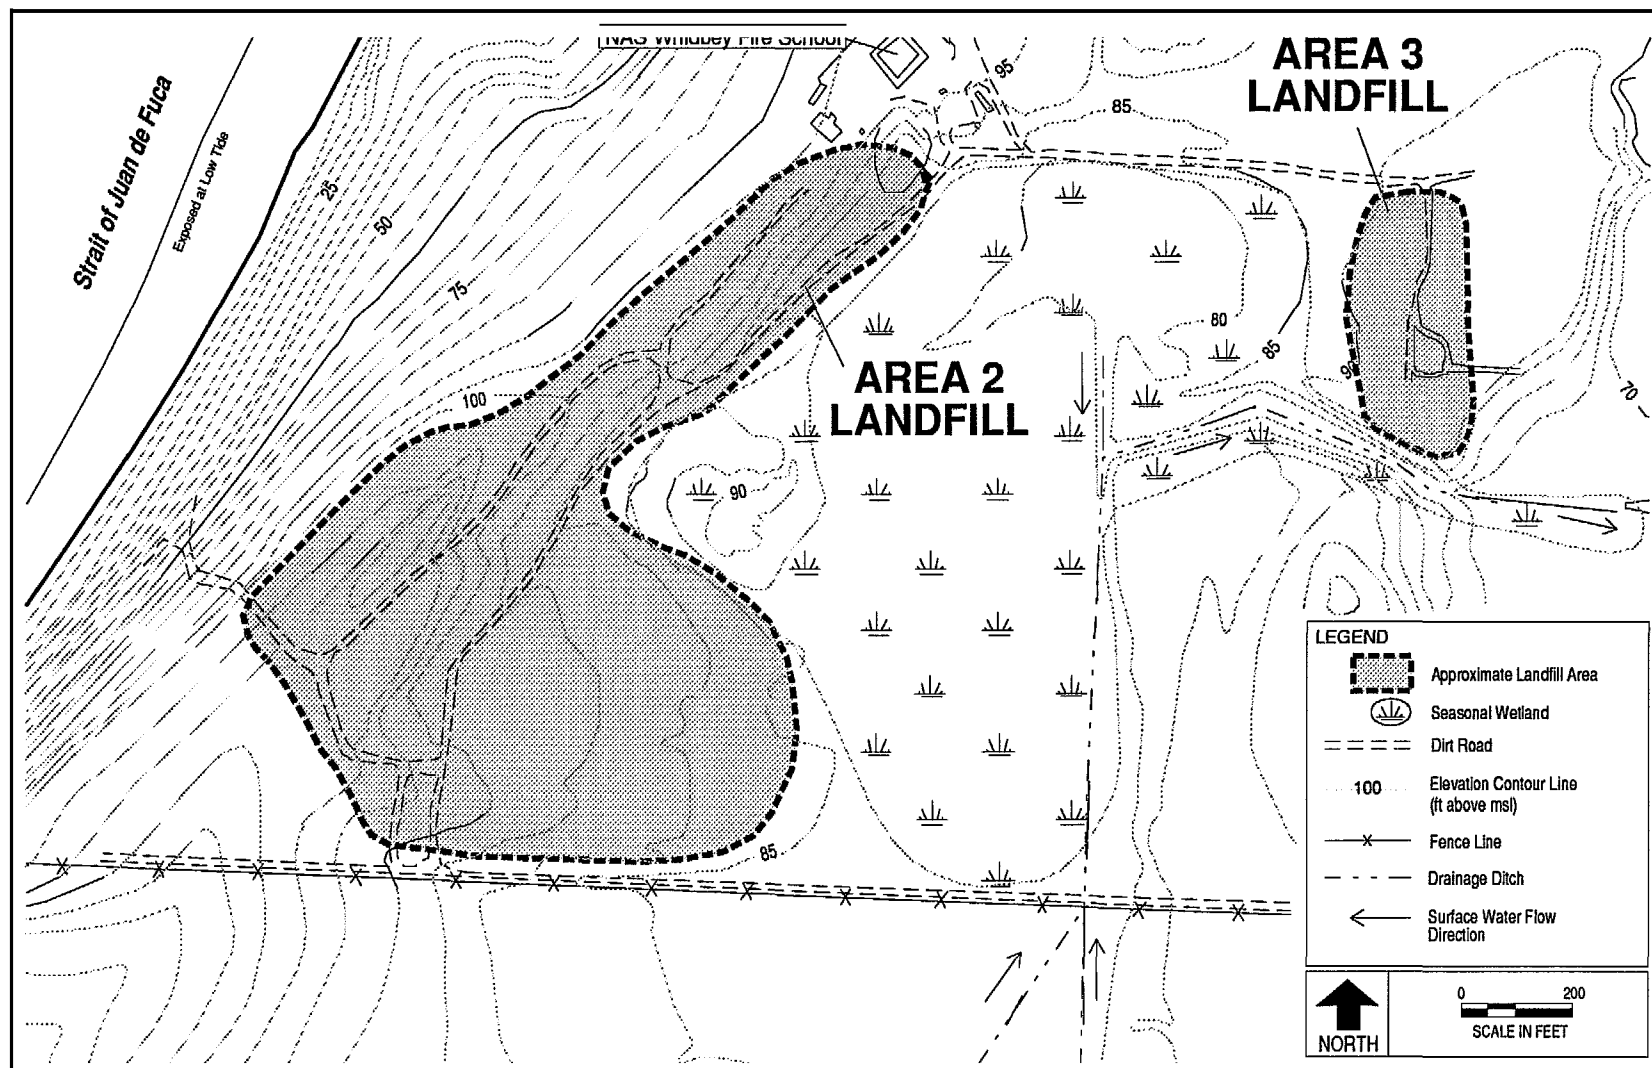 NAS Whidbey Fire School
AREA 3
LANDFILL
95
85
Strait of Juan de Fuca
Exposed at Low Tide
25
50
75
80
85
100
AREA 2
LANDFILL
70
90
85
LEGEND
Approximate Landfill Area
Seasonal Wetland
Dirt Road
100
Elevation Contour Line
(ft above msl)
Fence Line
Drainage Ditch
Surface Water Flow
Direction
NORTH
0 200
SCALE IN FEET